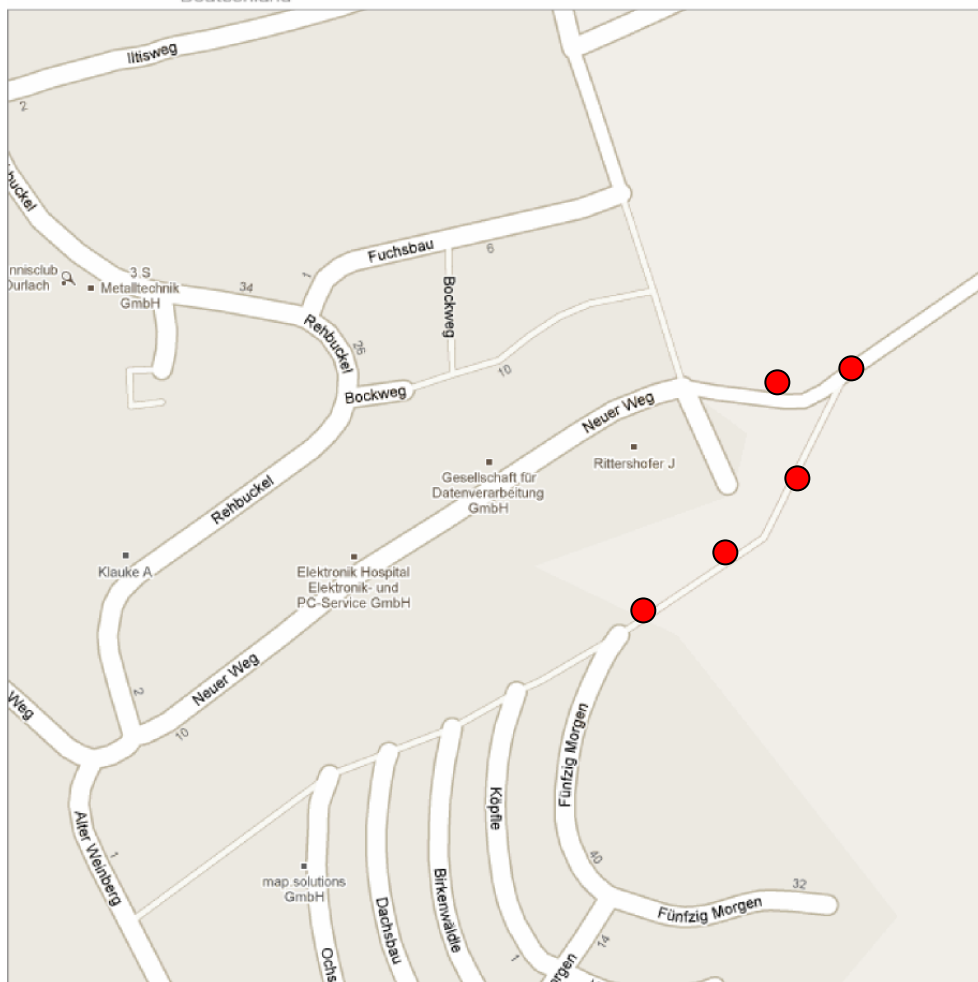 Iltisweg
2
buckel
Fuchsbau
6
1
nnisclub
Durlach
3 S
Metalltechnik
GmbH
34
Rehbuckel
26
Bockweg
10
Bockweg
Neuer Weg
Rittershofer J
Gesellschaft für
Datenverarbeitung
GmbH
Rehbuckel
Klauke A
Elektronik Hospital
Elektronik- und
PC-Service GmbH
Neuer Weg
2
Weg
10
Fünfzig Morgen
Köpfle
Alter Weinberg
1
map.solutions
GmbH
Birkenwäldle
Dachsbau
Ochs
40
32
Fünfzig Morgen
14
1
orgen